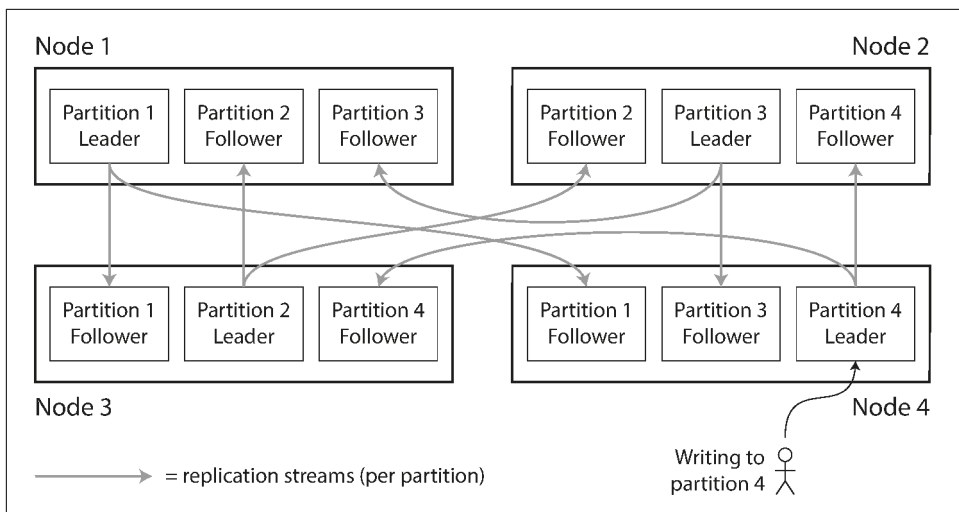 Node 1
Node 2
Partition 1
Leader
Partition 2
Follower
Partition 3
Follower
Partition 2
Follower
Partition 3
Leader
Partition 4
Follower
Partition 1
Follower
Partition 2
Leader
Partition 4
Follower
Partition 1
Follower
Partition 3
Follower
Partition 4
Leader
Node 3
Node 4
= replication streams (per partition)
Writing to
partition 4